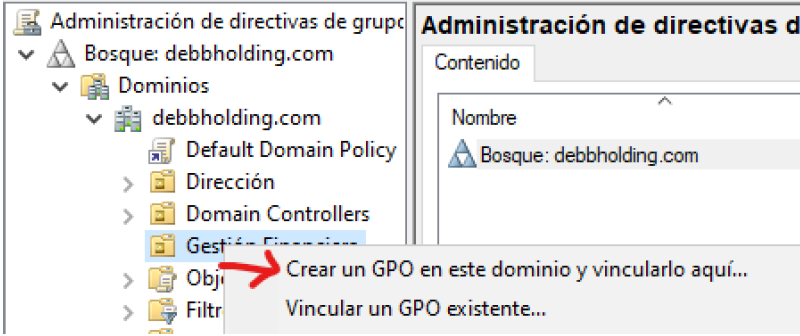 Administración de directivas de grupo
Bosque: debbholding.com
Dominios
debbholding.com
Default Domain Policy
Dirección
Domain Controllers
Gestión Financiera
Obj
Filtr
Crear un GPO en este dominio y vincularlo aquí...
Vincular un GPO existente...
Administración de directivas d
Contenido
Nombre
Bosque: debbholding.com